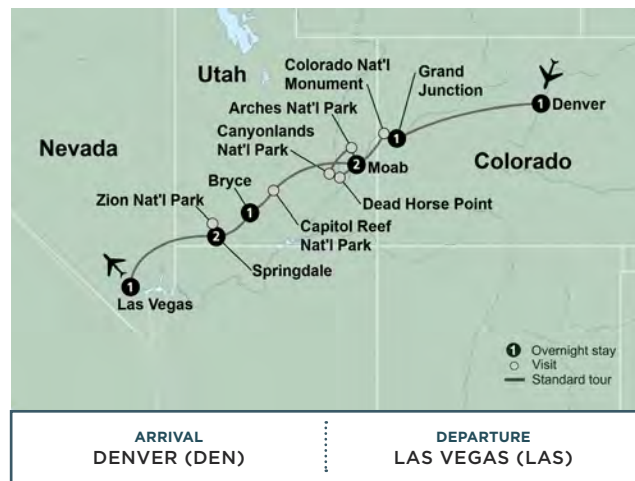 Utah
Nevada
Colorado
Colorado Nat'l
Monument
Grand
Junction
1
1
Denver
Arches Nat'l Park
Canyonlands
Nat'l Park
2
Moab
Dead Horse Point
Bryce
1
Capitol Reef
Nat'l Park
Zion Nat'l Park
2
Springdale
1
Las Vegas
1 Overnight stay
Visit
Standard tour
ARRIVAL
DENVER (DEN)
DEPARTURE
LAS VEGAS (LAS)